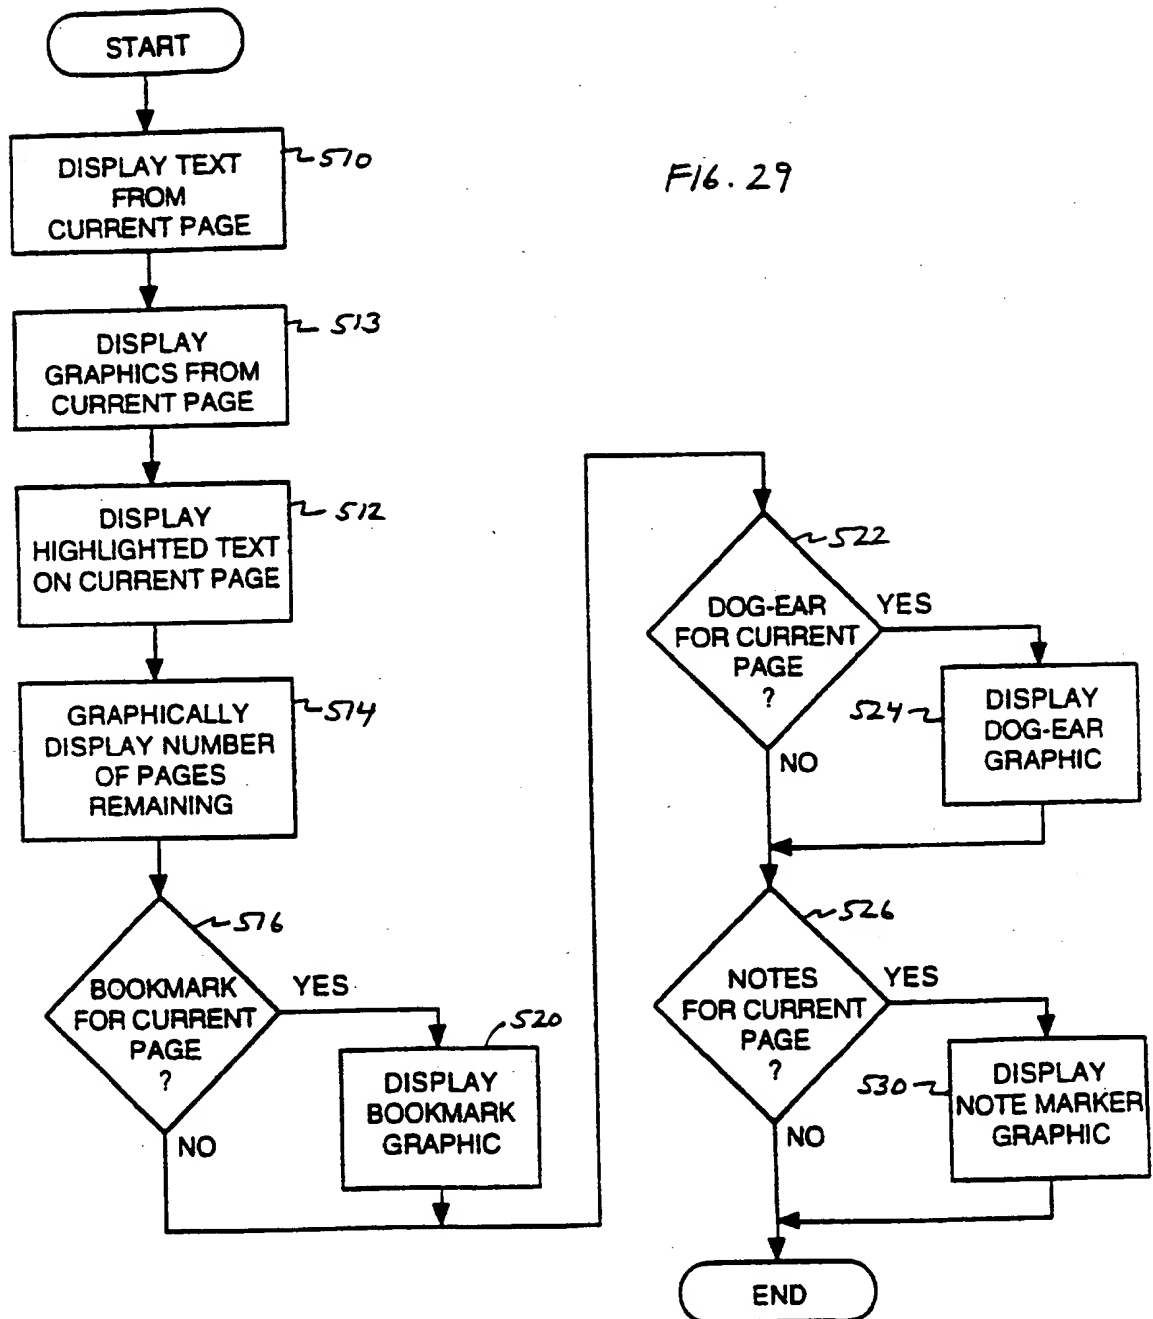 START
DISPLAY TEXT
FROM
CURRENT PAGE
510
FIG. 29
DISPLAY
GRAPHICS FROM
CURRENT PAGE
513
DISPLAY
HIGHLIGHTED TEXT
ON CURRENT PAGE
512
GRAPHICALLY
DISPLAY NUMBER
OF PAGES
REMAINING
514
BOOKMARK
FOR CURRENT
PAGE
?
516
YES
NO
520
DISPLAY
BOOKMARK
GRAPHIC
522
DOG-EAR
FOR CURRENT
PAGE
?
YES
NO
524
DISPLAY
DOG-EAR
GRAPHIC
526
NOTES
FOR CURRENT
PAGE
?
YES
NO
530
DISPLAY
NOTE MARKER
GRAPHIC
END